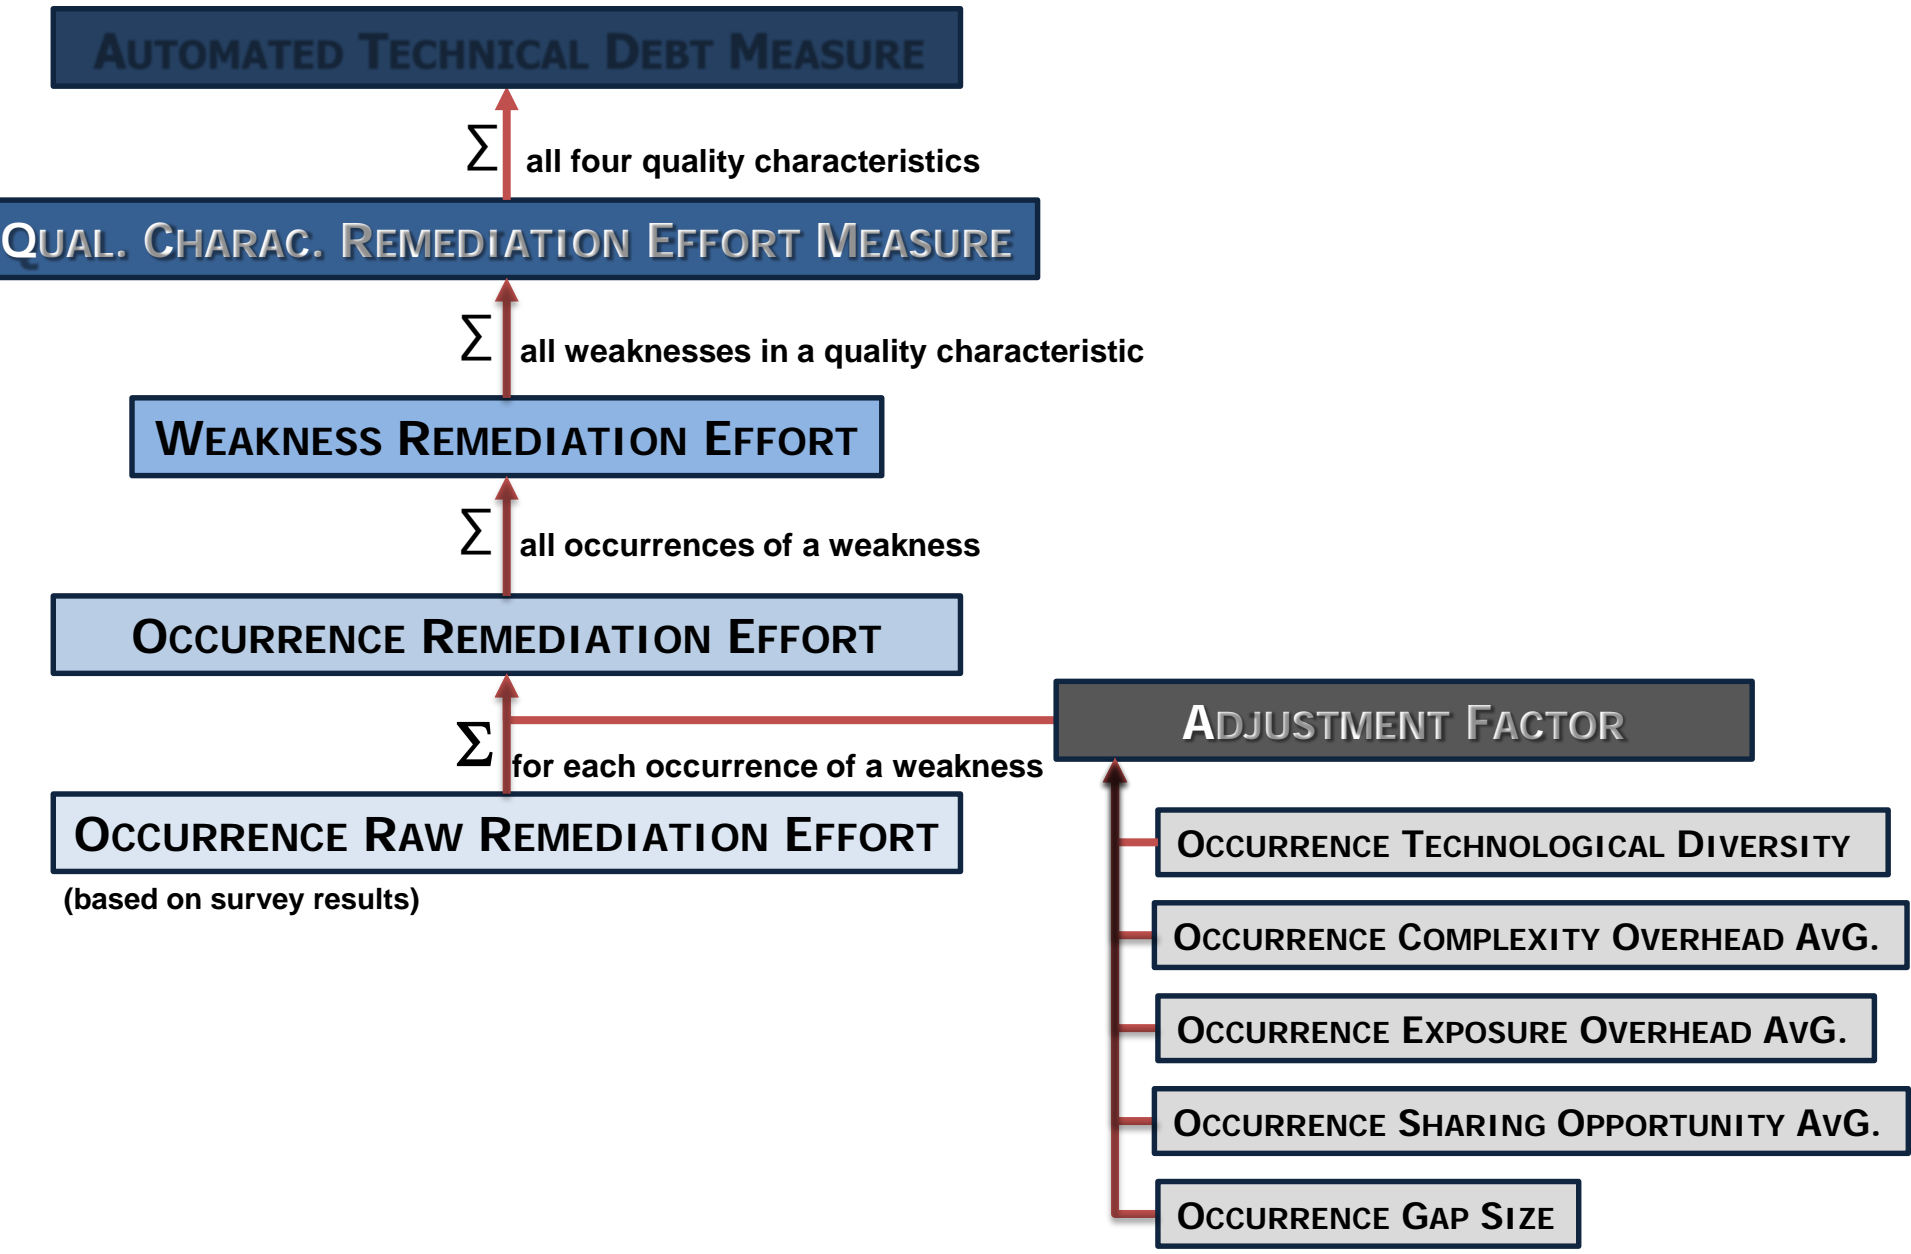 AUTOMATED TECHNICAL DEBT MEASURE
∑ all four quality characteristics
QUAL. CHARAC. REMEDIATION EFFORT MEASURE
∑ all weaknesses in a quality characteristic
WEAKNESS REMEDIATION EFFORT
∑ all occurrences of a weakness
OCCURRENCE REMEDIATION EFFORT
ADJUSTMENT FACTOR
Σ for each occurrence of a weakness
OCCURRENCE RAW REMEDIATION EFFORT
(based on survey results)
OCCURRENCE TECHNOLOGICAL DIVERSITY
OCCURRENCE COMPLEXITY OVERHEAD AVG.
OCCURRENCE EXPOSURE OVERHEAD AVG.
OCCURRENCE SHARING OPPORTUNITY AVG.
OCCURRENCE GAP SIZE